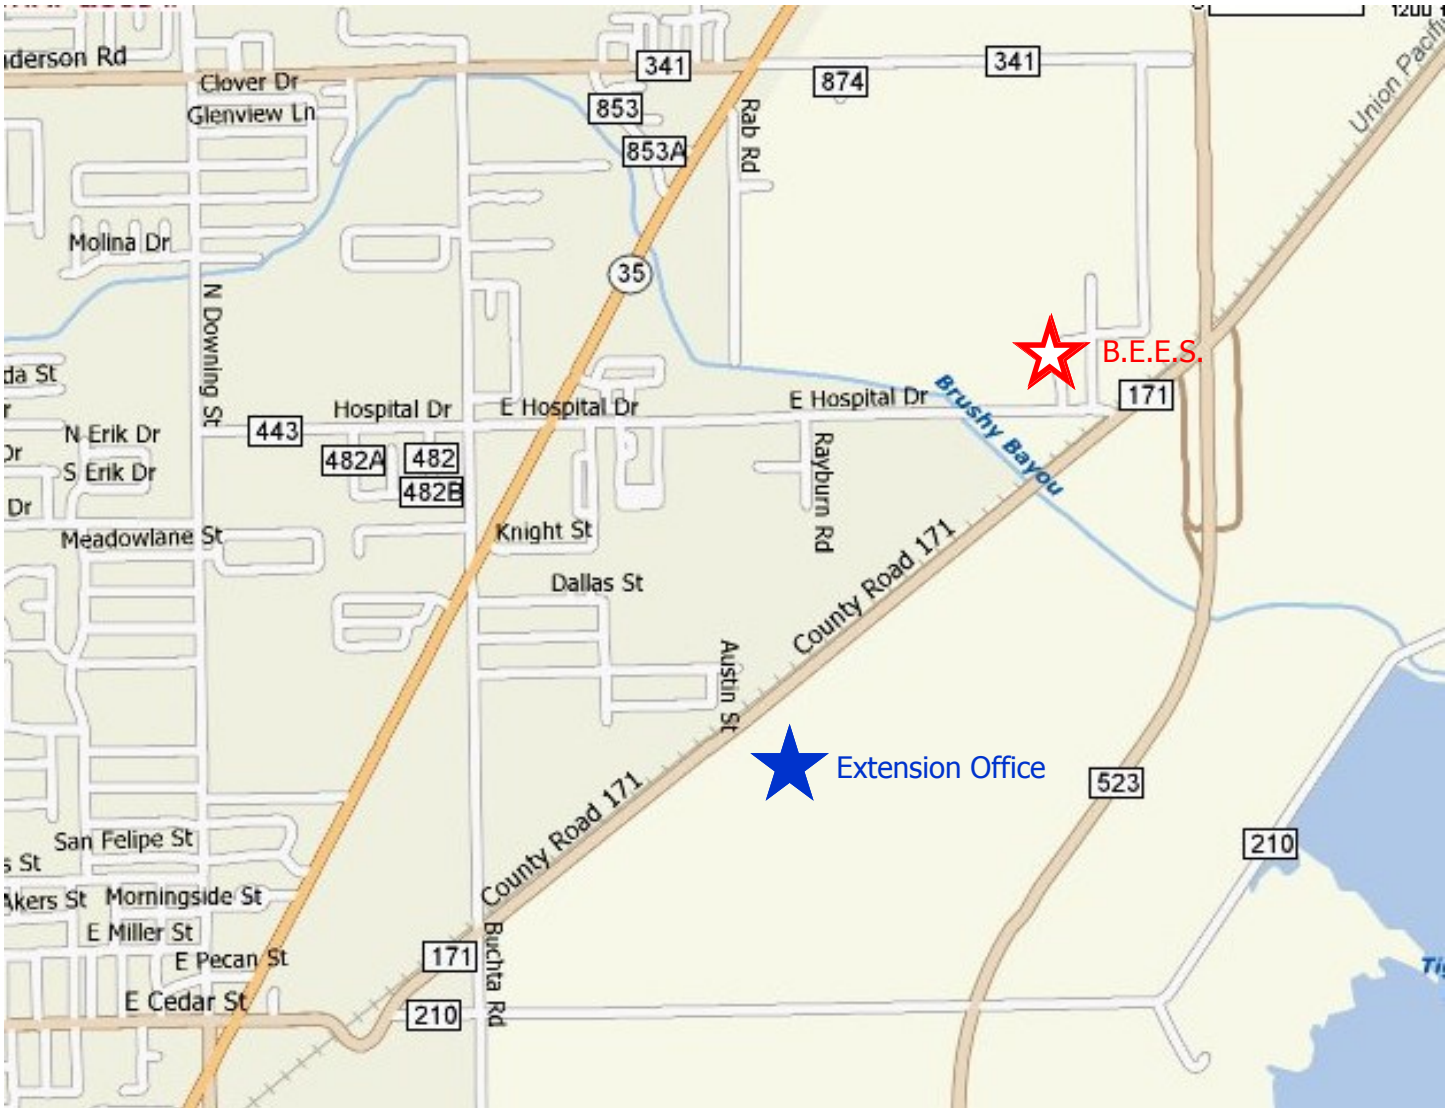 1200
341
341
874
Clover Dr
Glenview Ln
853
853A
Rab Rd
Union
Molina Dr
35
N Downing St
B.E.E.S.
171
E Hospital Dr
Hospital Dr
E Hospital Dr
443
N Erik Dr
S Erik Dr
482A
482
482B
Brushy Bayou
Rayburn Rd
Dr
Meadowlane St
Knight St
Dallas St
County Road 171
Austin St
Extension Office
523
County Road 171
210
San Felipe St
s St
Akers St
Morningside St
E Miller St
E Pecan St
171
Buchta Rd
E Cedar St
210